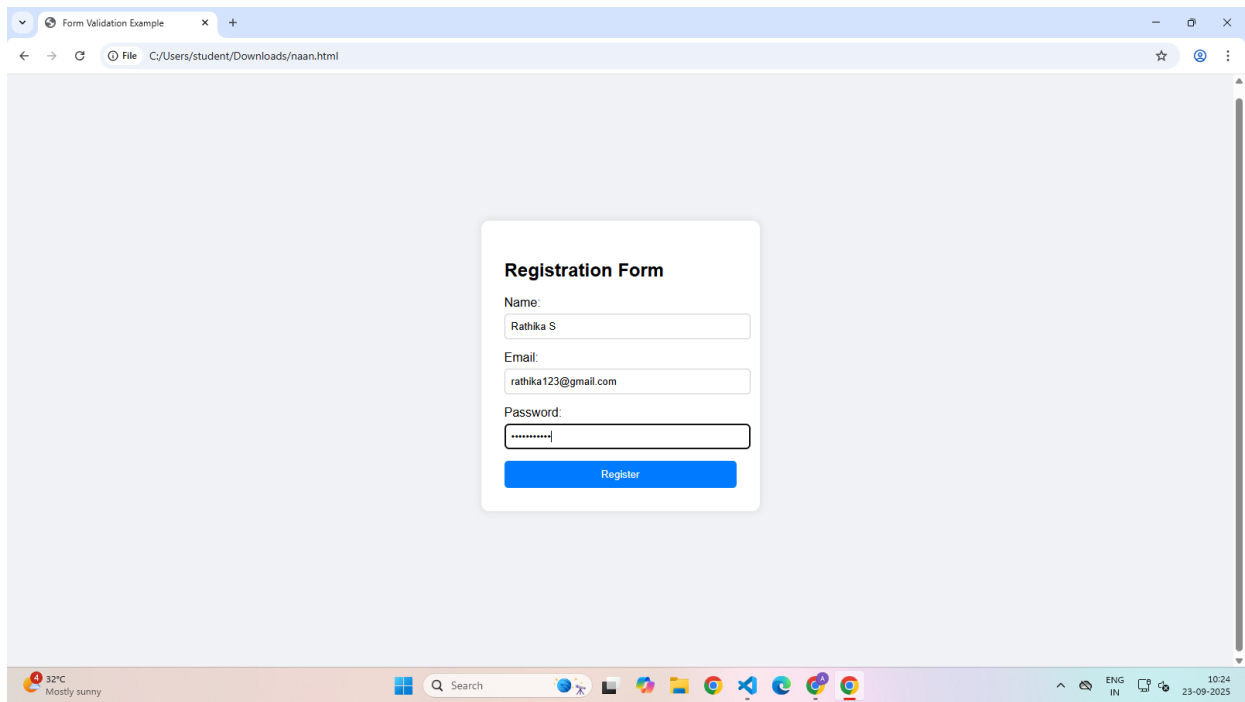 Form Validation Example
File C:/Users/student/Downloads/naan.html
Registration Form
Name:
Rathika S
Email:
rathika123@gmail.com
Password:
•••••••••••
Register
4
32°C
Mostly sunny
Search
A
ENG
IN
10:24
23-09-2025